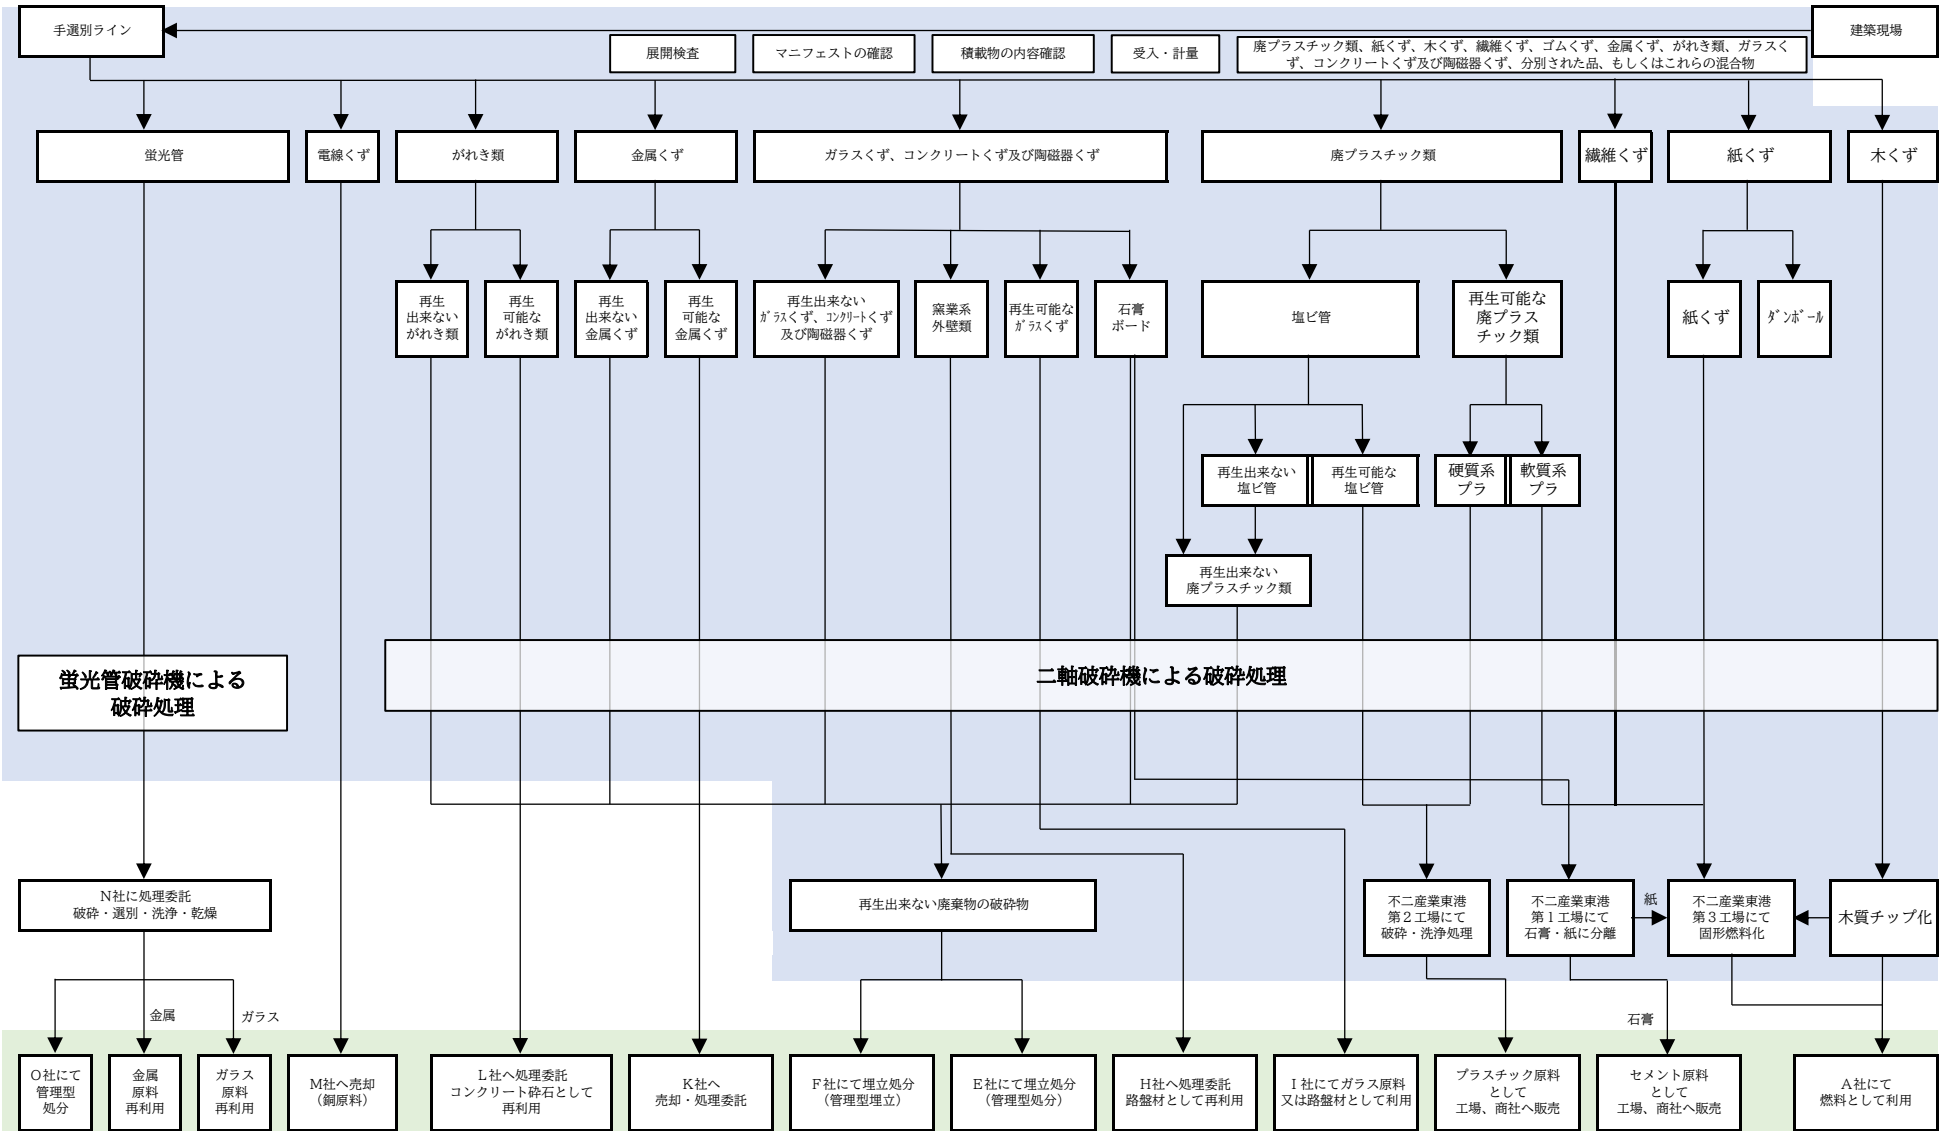 手選別ライン
建築現場
展開検査
マニフェストの確認
積載物の内容確認
受入・計量
廃プラスチック類、紙くず、木くず、繊維くず、ゴムくず、金属くず、がれき類、ガラスく
ず、コンクリートくず及び陶磁器くず、分別された品、もしくはこれらの混合物
蛍光管
電線くず
がれき類
金属くず
ガラスくず、コンクリートくず及び陶磁器くず
廃プラスチック類
繊維くず
紙くず
木くず
再生
出来ない
がれき類
再生
可能な
がれき類
再生
出来ない
金属くず
再生
可能な
金属くず
再生出来ない
ガラスくず、コンクリートくず
及び陶磁器くず
窯業系
外壁類
再生可能な
ガラスくず
石膏
ボード
塩ビ管
再生可能な
廃プラス
チック類
紙くず
ダンボール
再生出来ない
塩ビ管
再生可能な
塩ビ管
硬質系
プラ
軟質系
プラ
再生出来ない
廃プラスチック類
蛍光管破砕機による
破砕処理
二軸破砕機による破砕処理
N社に処理委託
破砕・選別・洗浄・乾燥
再生出来ない廃棄物の破砕物
不二産業東港
第２工場にて
破砕・洗浄処理
不二産業東港
第１工場にて
石膏・紙に分離
紙
不二産業東港
第３工場にて
固形燃料化
木質チップ化
金属
ガラス
石膏
O社にて
管理型
処分
金属
原料
再利用
ガラス
原料
再利用
M社へ売却
（銅原料）
L社へ処理委託
コンクリート砕石として
再利用
K社へ
売却・処理委託
F社にて埋立処分
（管理型埋立）
E社にて埋立処分
（管理型処分）
H社へ処理委託
路盤材として再利用
I社にてガラス原料
又は路盤材として利用
プラスチック原料
として
工場、商社へ販売
セメント原料
として
工場、商社へ販売
A社にて
燃料として利用